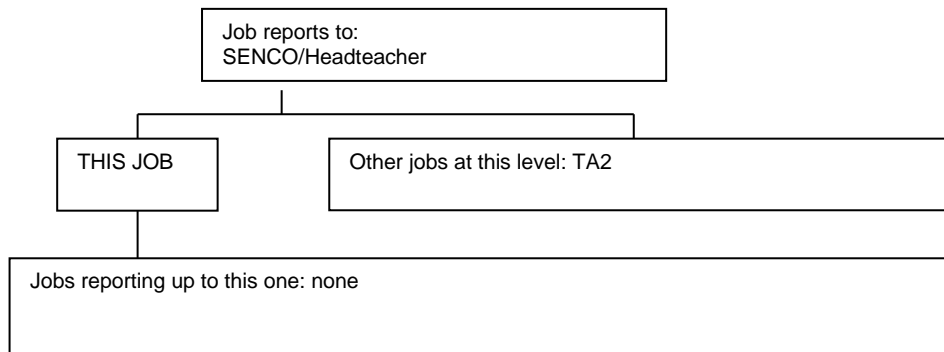 Job reports to:
SENCO/Headteacher
THIS JOB
Other jobs at this level: TA2
Jobs reporting up to this one: none